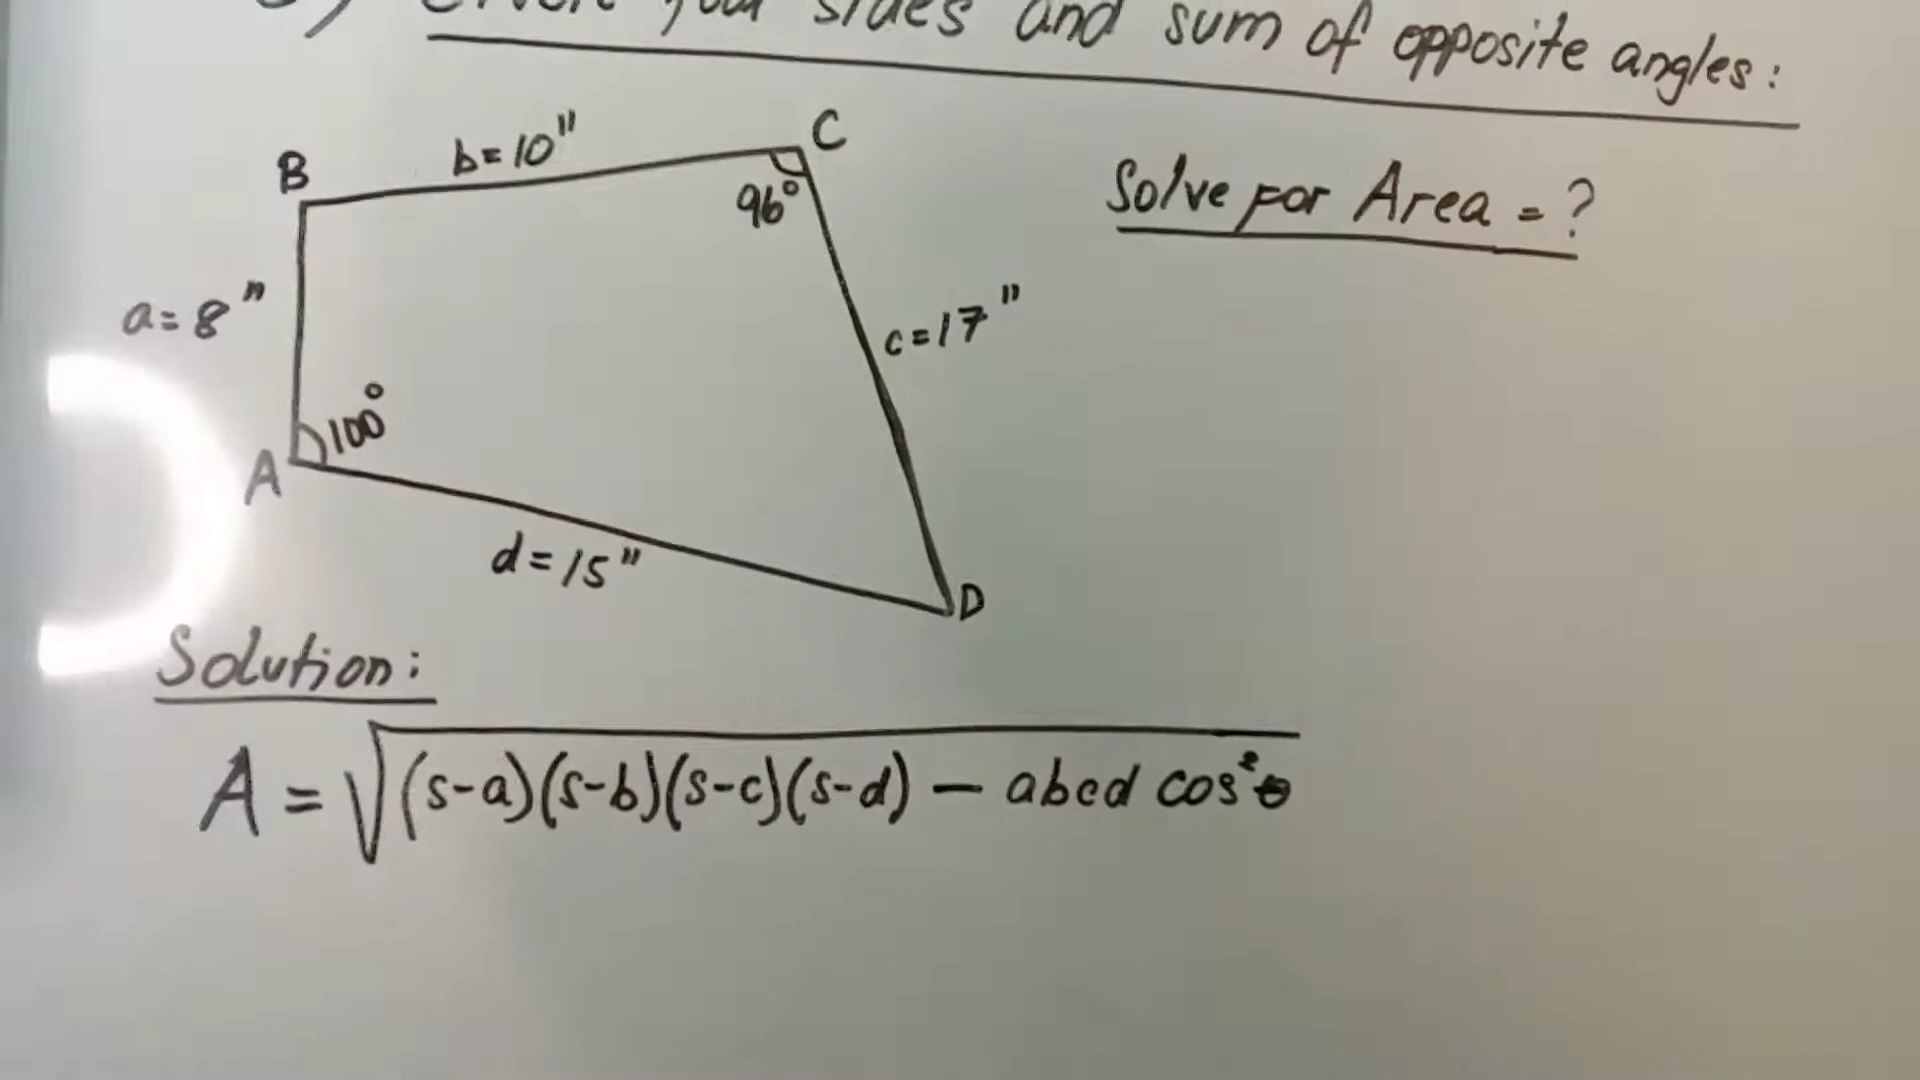 sides and sum of opposite angles:
C
b=10"
B
96°
Solve for Area = ?
a=8"
c=17"
100°
A
d=15"
D
Solution:
A = √(s-a)(s-b)(s-c)(s-d) — abcd cos²θ